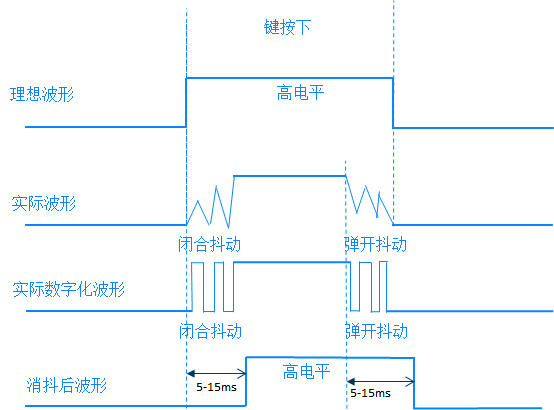 键按下
理想波形
高电平
实际波形
闭合抖动
弹开抖动
实际数字化波形
闭合抖动
弹开抖动
高电平
消抖后波形
5-15ms
5-15ms